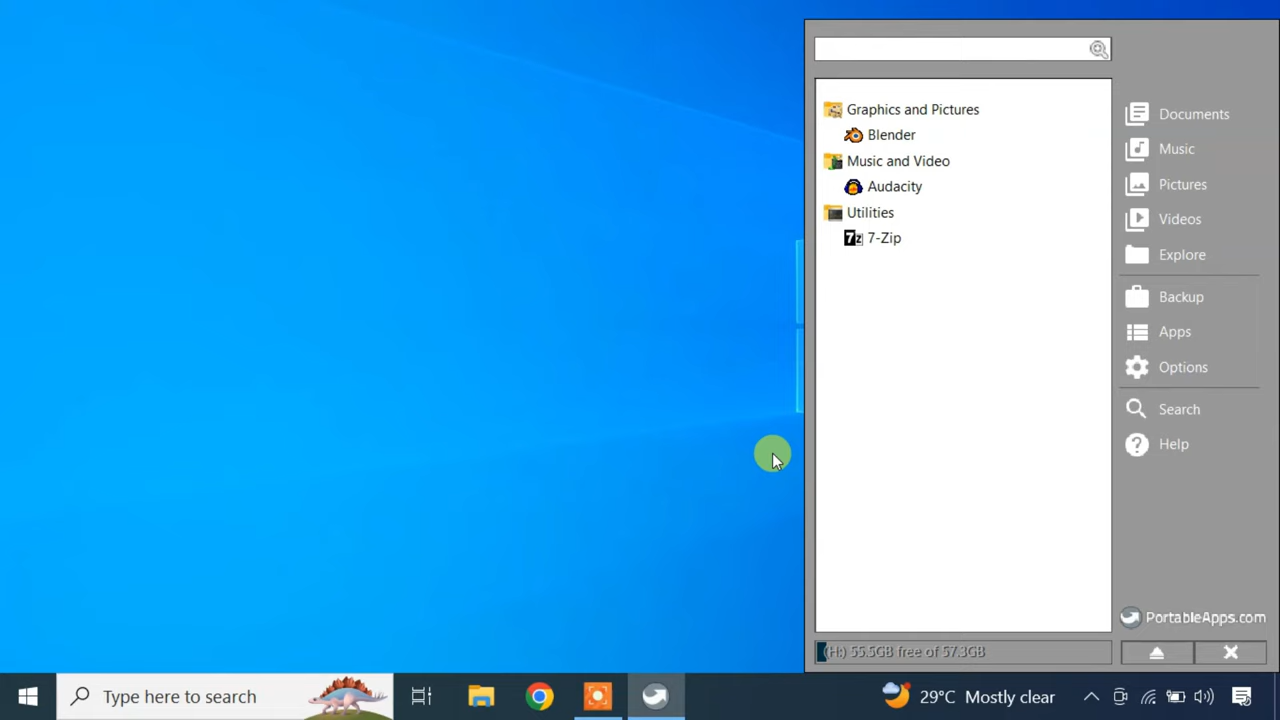 Graphics and Pictures
Blender
Music and Video
Audacity
Utilities
7z 7-Zip
Documents
Music
Pictures
Videos
Explore
Backup
Apps
Options
Search
Help
PortableApps.com
(H:) 55.5GB free of 57.3GB
Type here to search
29°C Mostly clear